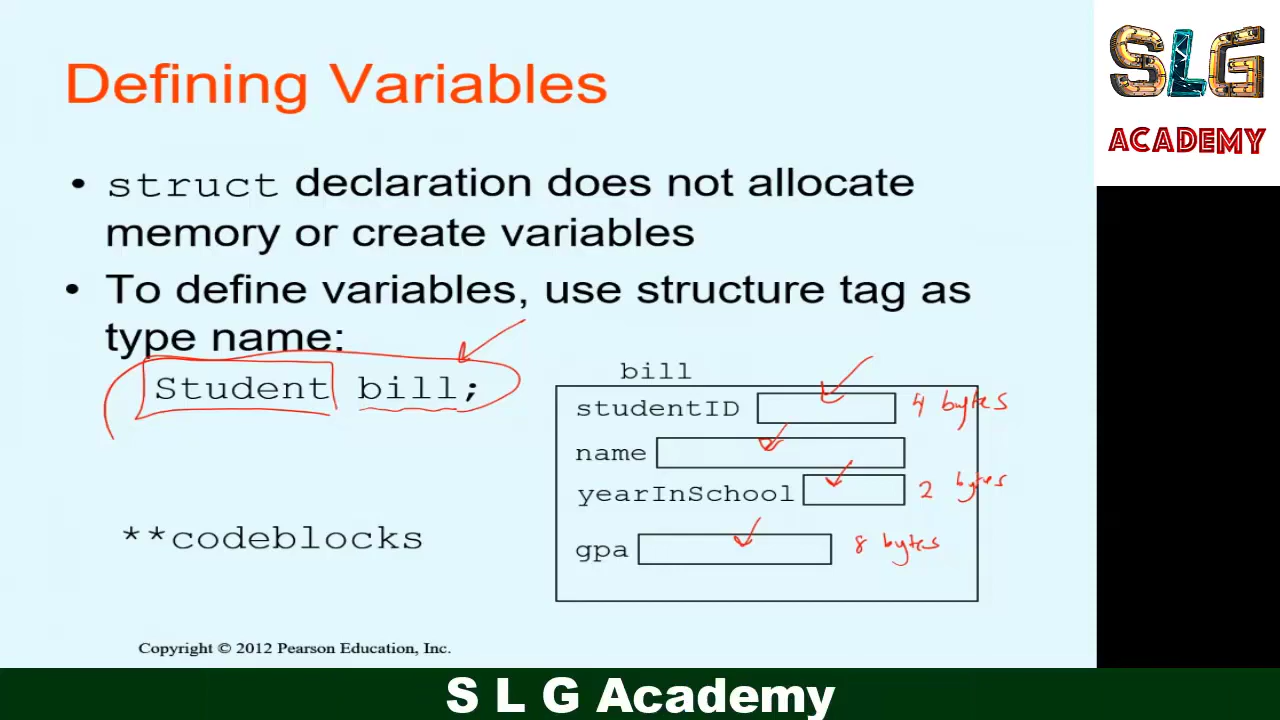 Defining Variables
SLG
ACADEMY
• struct declaration does not allocate
memory or create variables
• To define variables, use structure tag as
type name:
Student bill;
bill
studentID 4 bytes
name
yearInSchool 2 bytes
gpa 8 bytes
**codeblocks
Copyright © 2012 Pearson Education, Inc.
S L G Academy